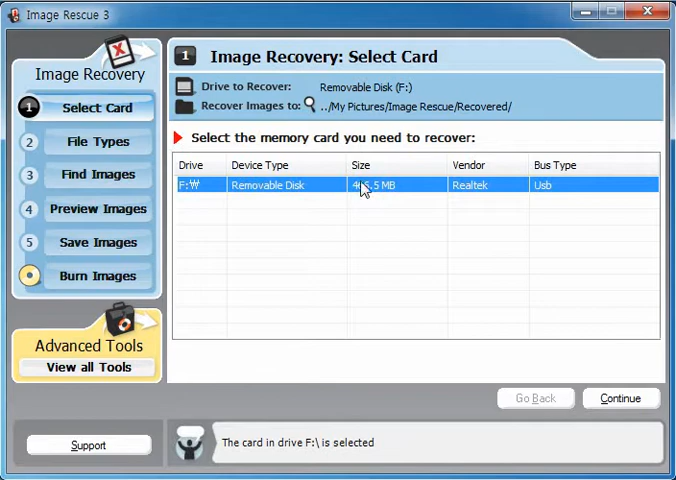 Image Rescue 3
Image Recovery
1 Select Card
2 File Types
3 Find Images
4 Preview Images
5 Save Images
Burn Images
Advanced Tools
View all Tools
Support
1 Image Recovery: Select Card
Drive to Recover: Removable Disk (F:)
Recover Images to: ../My Pictures/Image Rescue/Recovered/
Select the memory card you need to recover:
Drive Device Type Size Vendor Bus Type
F:₩ Removable Disk MB Realtek Usb
Go Back Continue
The card in drive F:\ is selected